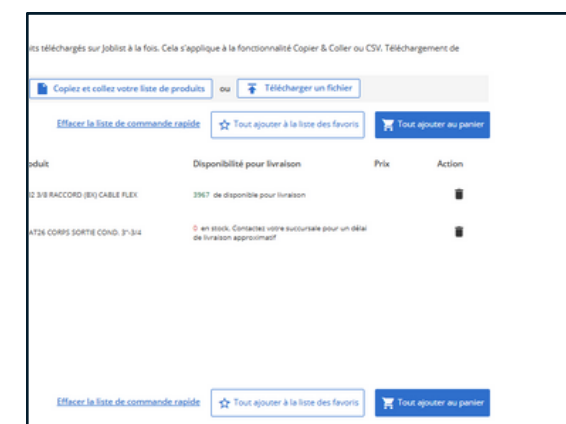 its téléchargés sur Joblist à la fois. Cela s'applique à la fonctionnalité Copier & Coller ou CSV. Téléchargement de
Copiez et collez votre liste de produits ou Télécharger un fichier
Effacer la liste de commande rapide Tout ajouter à la liste des favoris Tout ajouter au panier
oduit Disponibilité pour livraison Prix Action
3/8 RACCORD (BX) CABLE FLEX 3967 de disponible pour livraison
AT26 CORPS SORTIE COND. 3"-3/4 0 en stock. Contactez votre succursale pour un délai
de livraison approximatif
Effacer la liste de commande rapide Tout ajouter à la liste des favoris Tout ajouter au panier